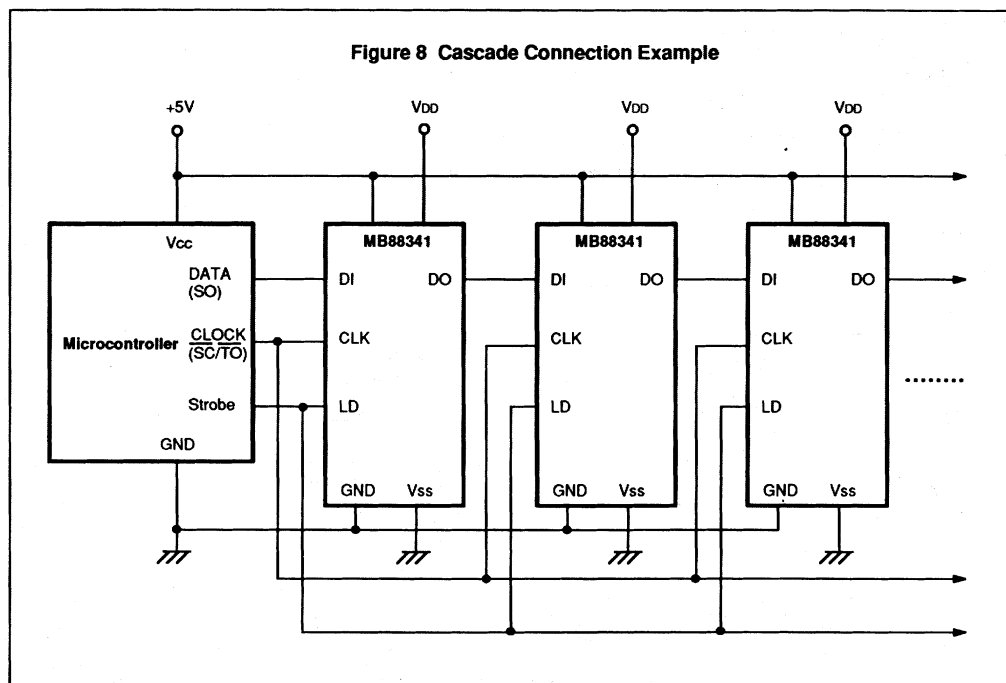 Figure 8 Cascade Connection Example
+5V
VDD
VDD
VDD
Vcc
DATA
(SO)
Microcontroller
CLOCK
(SC/TO)
Strobe
GND
MB88341
DI
DO
CLK
LD
GND
Vss
MB88341
DI
DO
CLK
LD
GND
Vss
MB88341
DI
DO
CLK
LD
GND
Vss
........